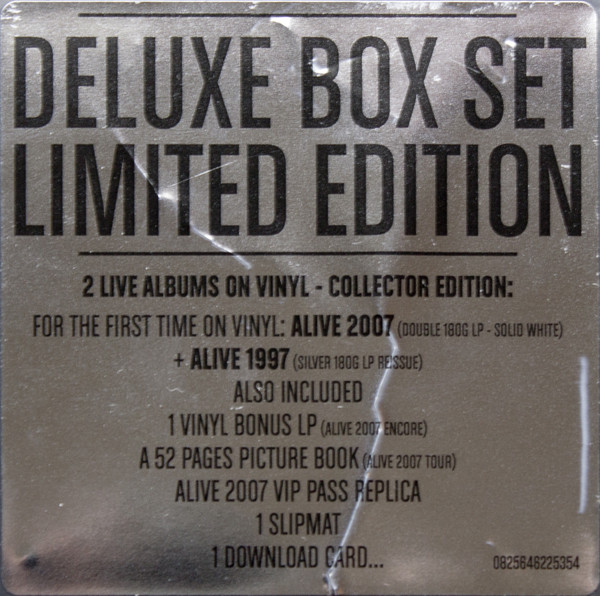 DELUXE BOX SET
LIMITED EDITION
2 LIVE ALBUMS ON VINYL - COLLECTOR EDITION:
FOR THE FIRST TIME ON VINYL: ALIVE 2007 (DOUBLE 180G LP - SOLID WHITE)
+ ALIVE 1997 (SILVER 180G LP REISSUE)
ALSO INCLUDED
1 VINYL BONUS LP (ALIVE 2007 ENCORE)
A 52 PAGES PICTURE BOOK (ALIVE 2007 TOUR)
ALIVE 2007 VIP PASS REPLICA
1 SLIPMAT
1 DOWNLOAD CARD...
0825646225354